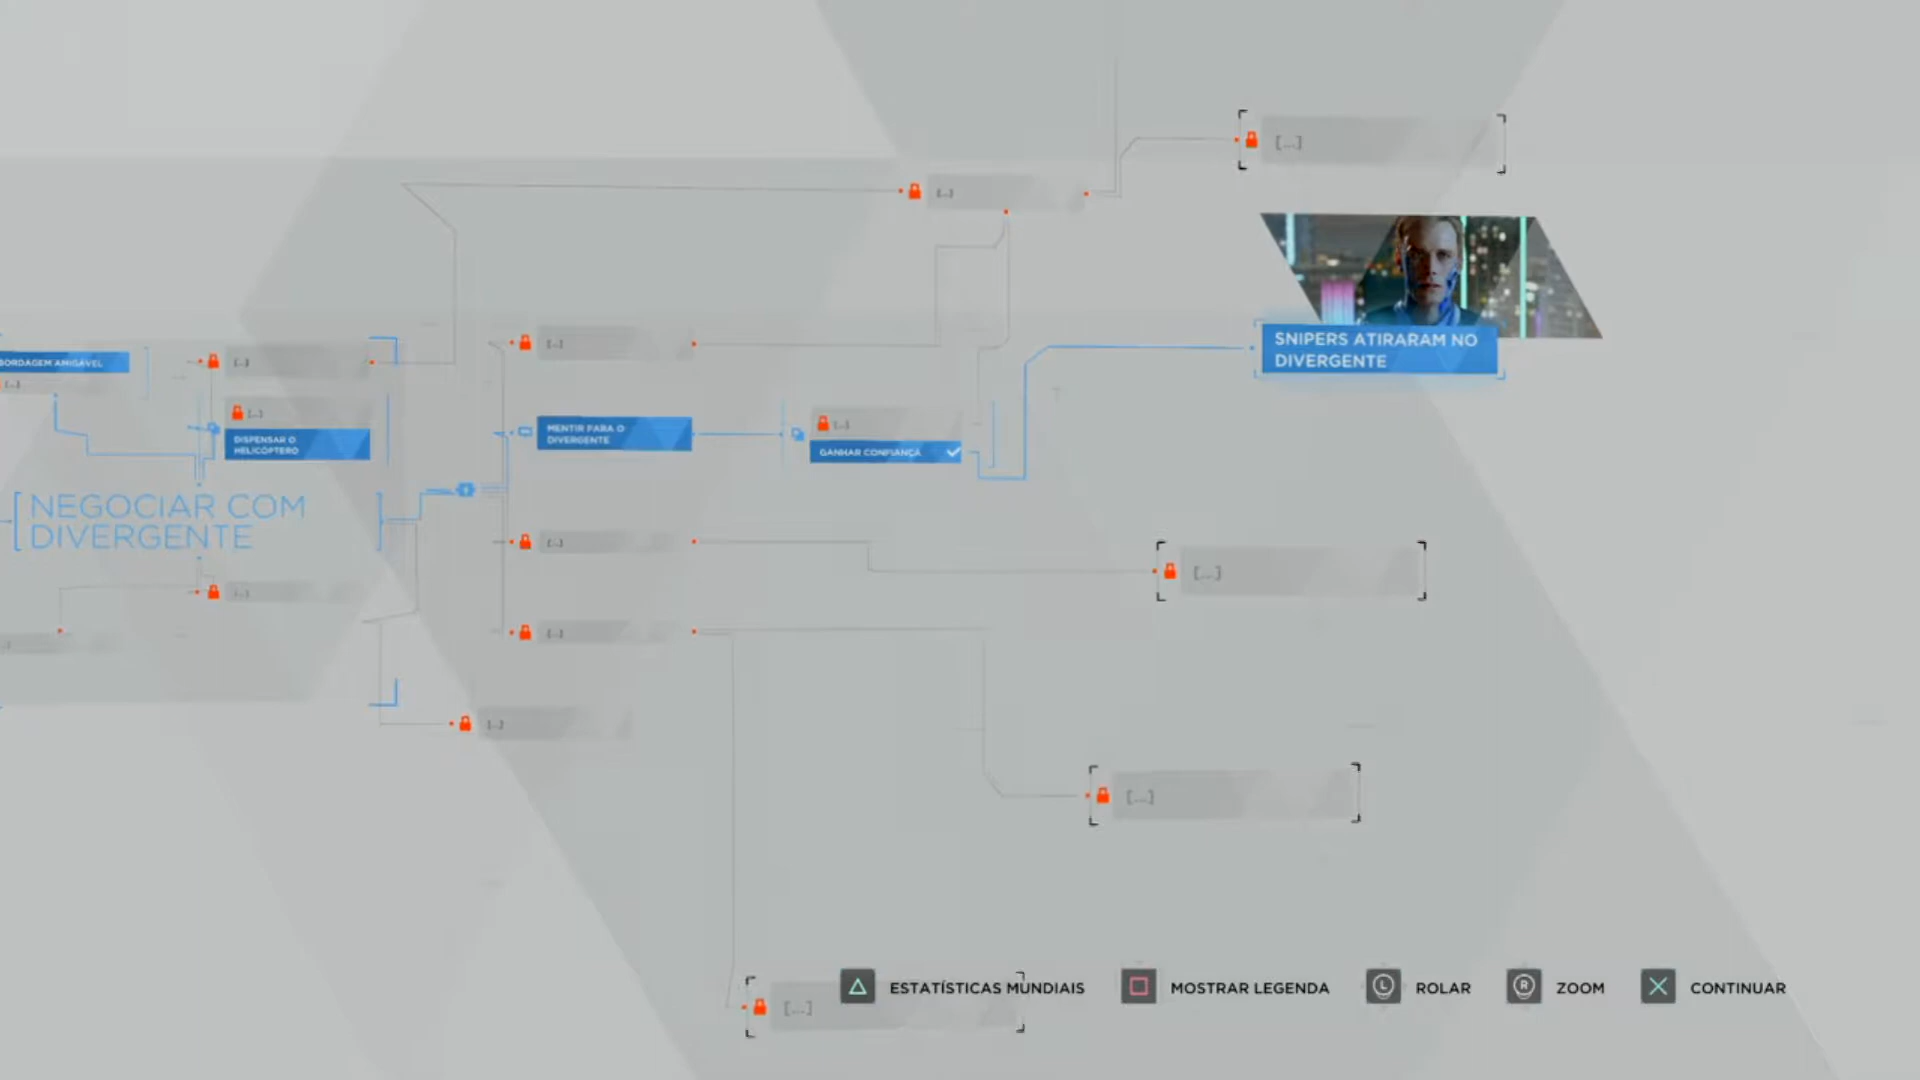 [...]
[...]
SNIPERS ATIRARAM NO
DIVERGENTE
BORDAGEM AMIGÁVEL
[...]
[...]
[...]
DISPENSAR O
HELICÓPTERO
[...]
MENTIR PARA O
DIVERGENTE
[...]
GANHAR CONFIANÇA
NEGOCIAR COM
DIVERGENTE
[...]
[...]
[...]
[...]
[...]
[...]
[...]
ESTATÍSTICAS MUNDIAIS
MOSTRAR LEGENDA
L
ROLAR
R
ZOOM
CONTINUAR
[...]